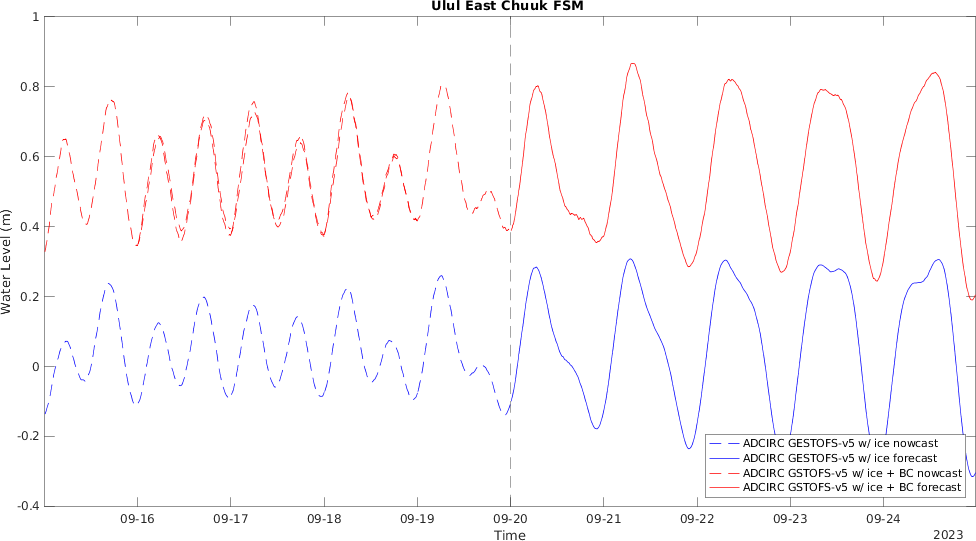 Ulul East Chuuk FSM
Water Level (m)
1
0.8
0.6
0.4
0.2
0
-0.2
-0.4
ADCIRC GESTOFS-v5 w/ ice nowcast
ADCIRC GESTOFS-v5 w/ ice forecast
ADCIRC GSTOFS-v5 w/ ice + BC nowcast
ADCIRC GSTOFS-v5 w/ ice + BC forecast
09-16 09-17 09-18 09-19 09-20 09-21 09-22 09-23 09-24
Time
2023